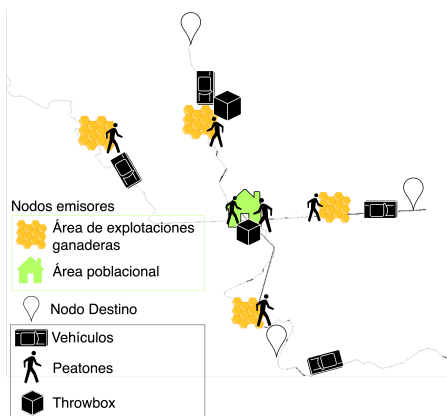 Nodos emisores
Área de explotaciones
ganaderas
Área poblacional
Nodo Destino
Vehículos
Peatones
Throwbox